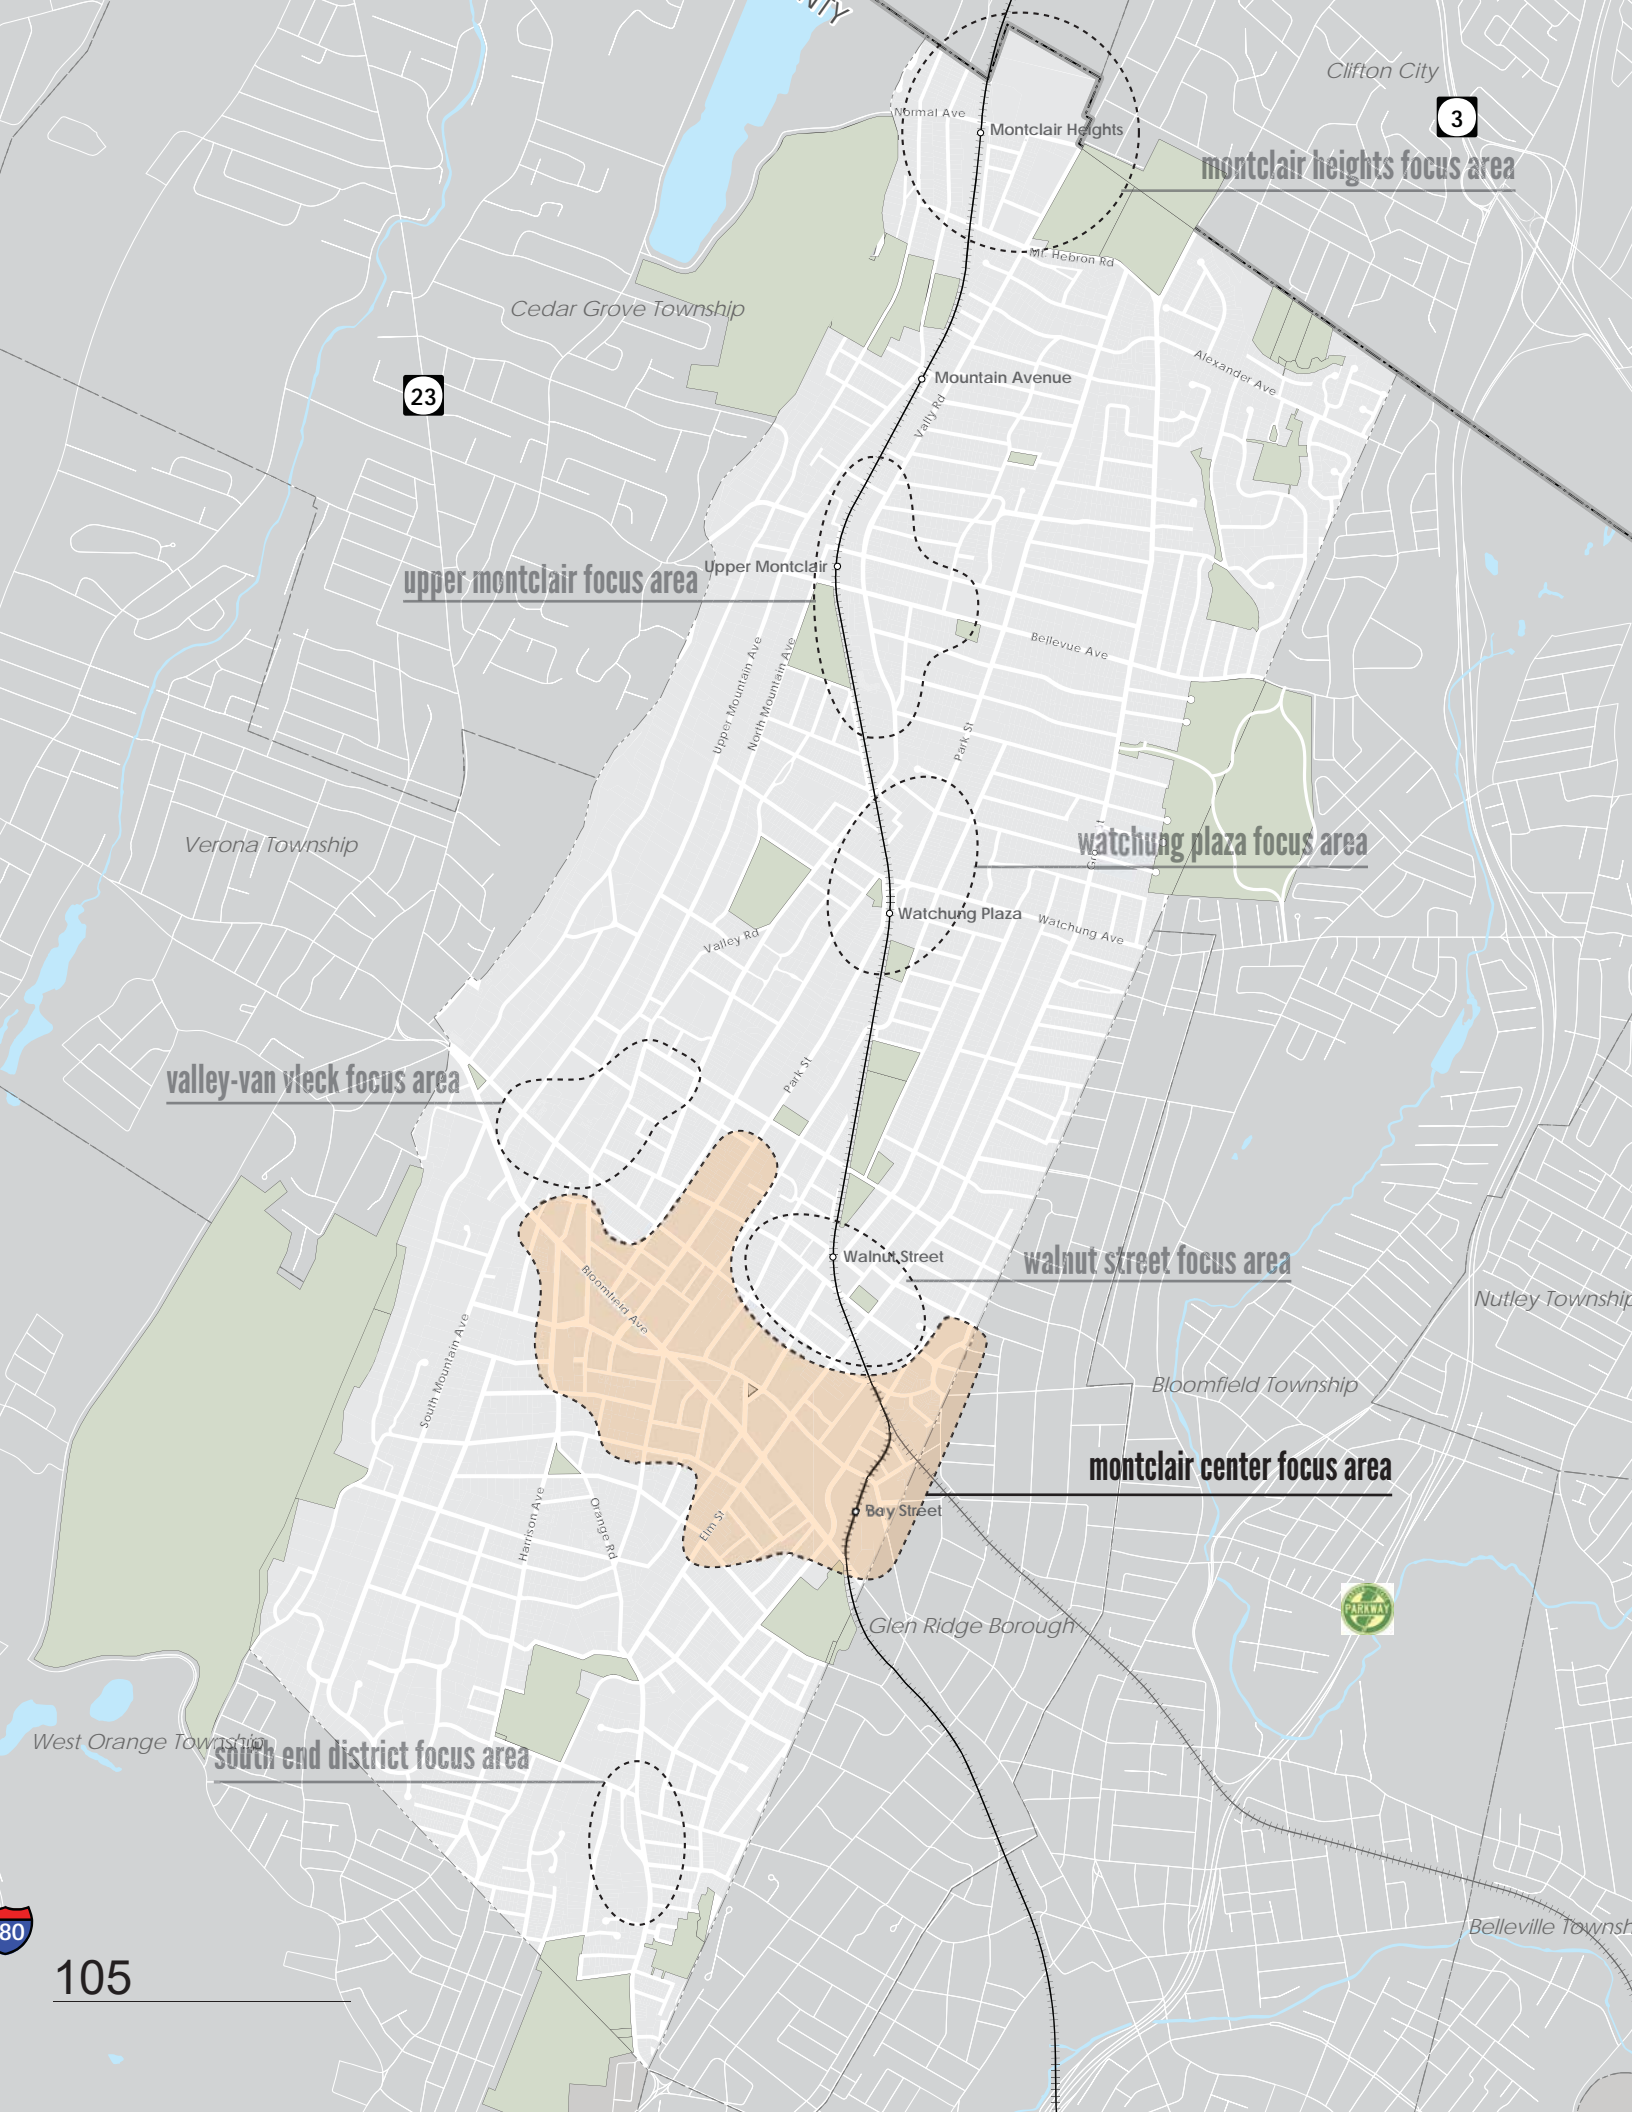 Clifton City
3
Normal Ave
Montclair Heights
montclair heights focus area
Mt. Hebron Rd
Cedar Grove Township
Alexander Ave
Mountain Avenue
23
Vally Rd
Upper Montclair
upper montclair focus area
Bellevue Ave
Upper Mountain Ave
North Mountain Ave
Park St
Verona Township
watchung plaza focus area
Watchung Plaza
Watchung Ave
Valley Rd
valley-van vleck focus area
Park St
Walnut Street
walnut street focus area
Bloomfield Ave
Nutley Township
South Mountain Ave
Bloomfield Township
montclair center focus area
Harrison Ave
Orange Rd
Elm St
Bay Street
PARKWAY
Glen Ridge Borough
West Orange Township
south end district focus area
80
Belleville Townsh
105